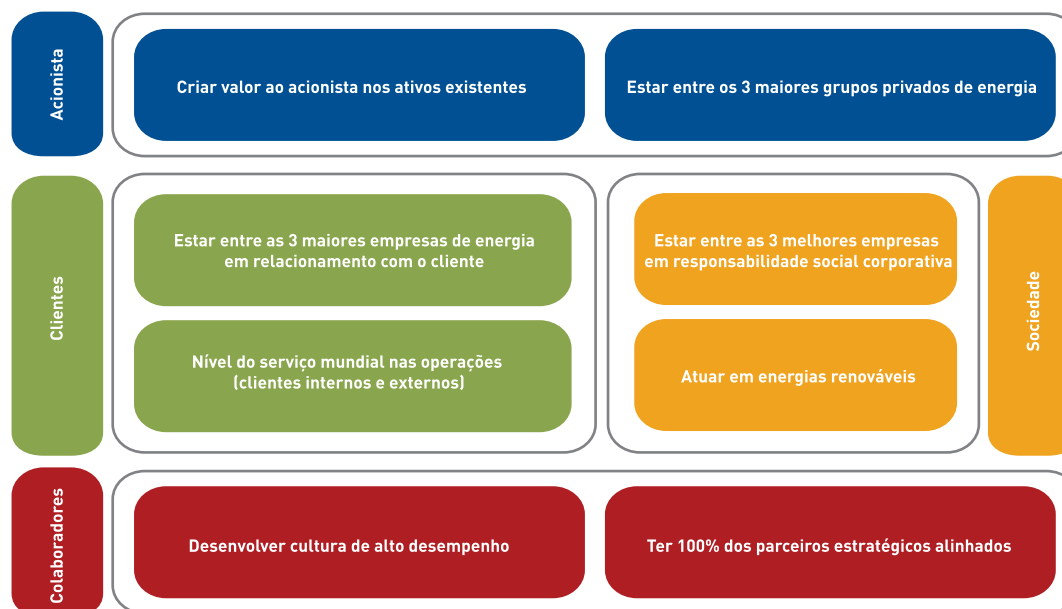 Acionista
Criar valor ao acionista nos ativos existentes
Estar entre os 3 maiores grupos privados de energia
Clientes
Estar entre as 3 maiores empresas de energia
em relacionamento com o cliente
Nível do serviço mundial nas operações
(clientes internos e externos)
Estar entre as 3 melhores empresas
em responsabilidade social corporativa
Atuar em energias renováveis
Sociedade
Colaboradores
Desenvolver cultura de alto desempenho
Ter 100% dos parceiros estratégicos alinhados